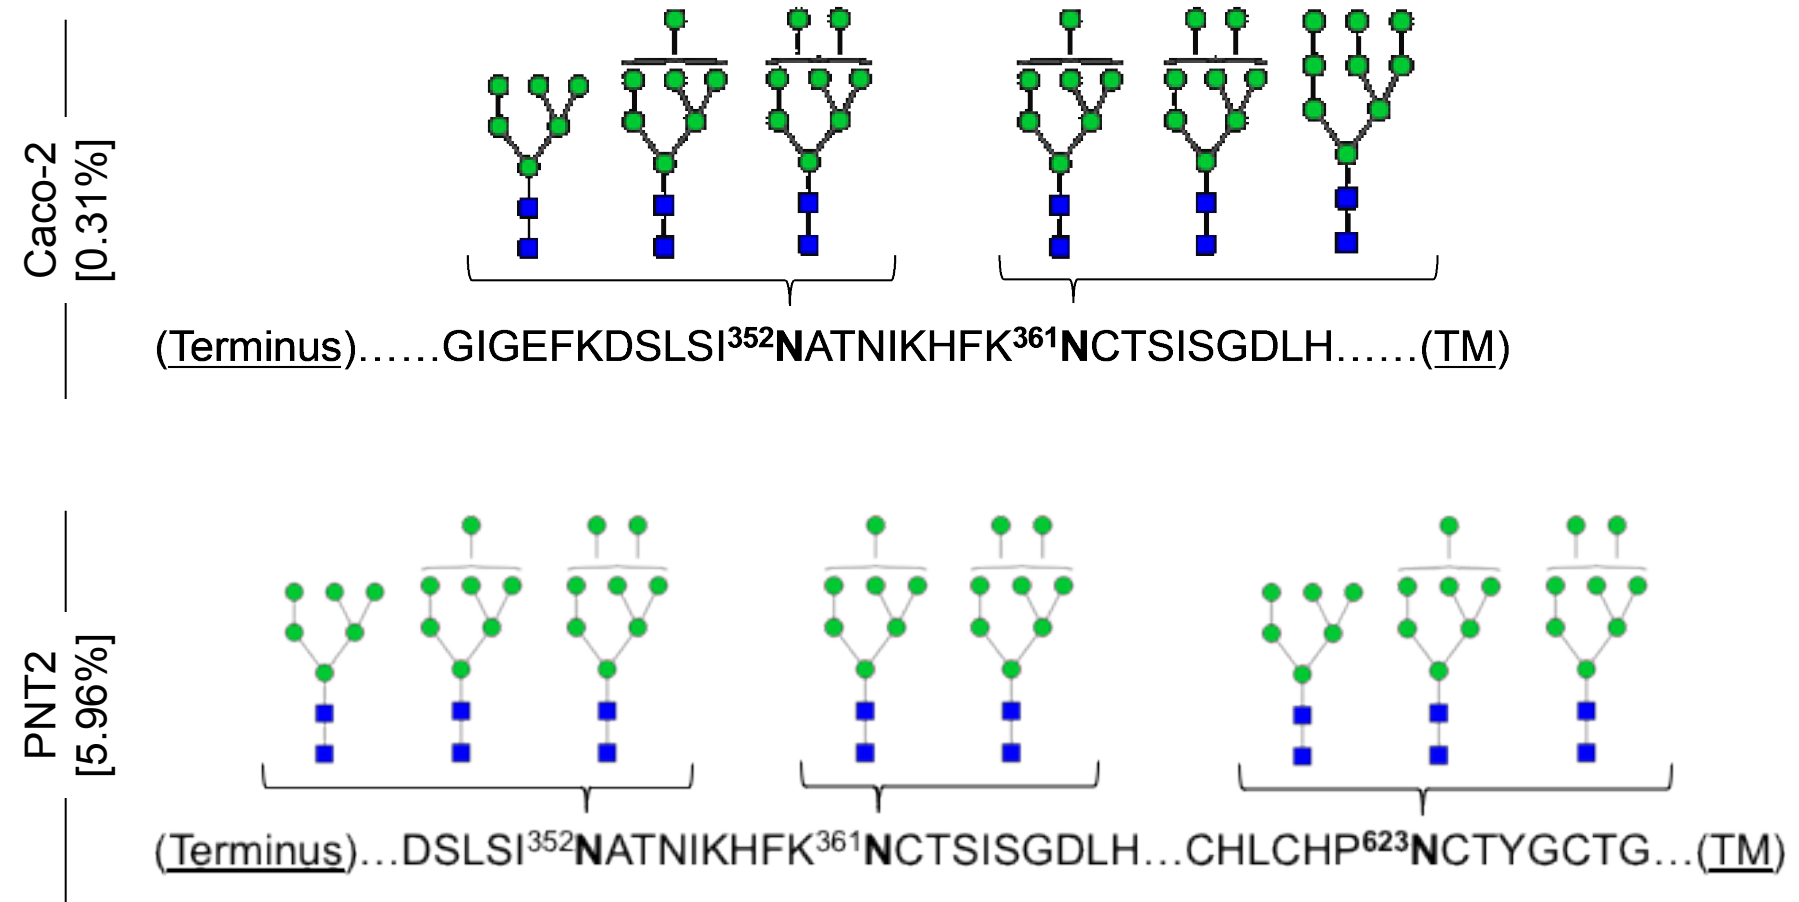 Caco-2
[0.31%]
(Terminus)......GIGEFKDSLSI352NATNIKHFK361NCTSISGDLH......(TM)
PNT2
[5.96%]
(Terminus)...DSLSI352NATNIKHFK361NCTSISGDLH...CHLCHP623NCTYGCTG...(TM)